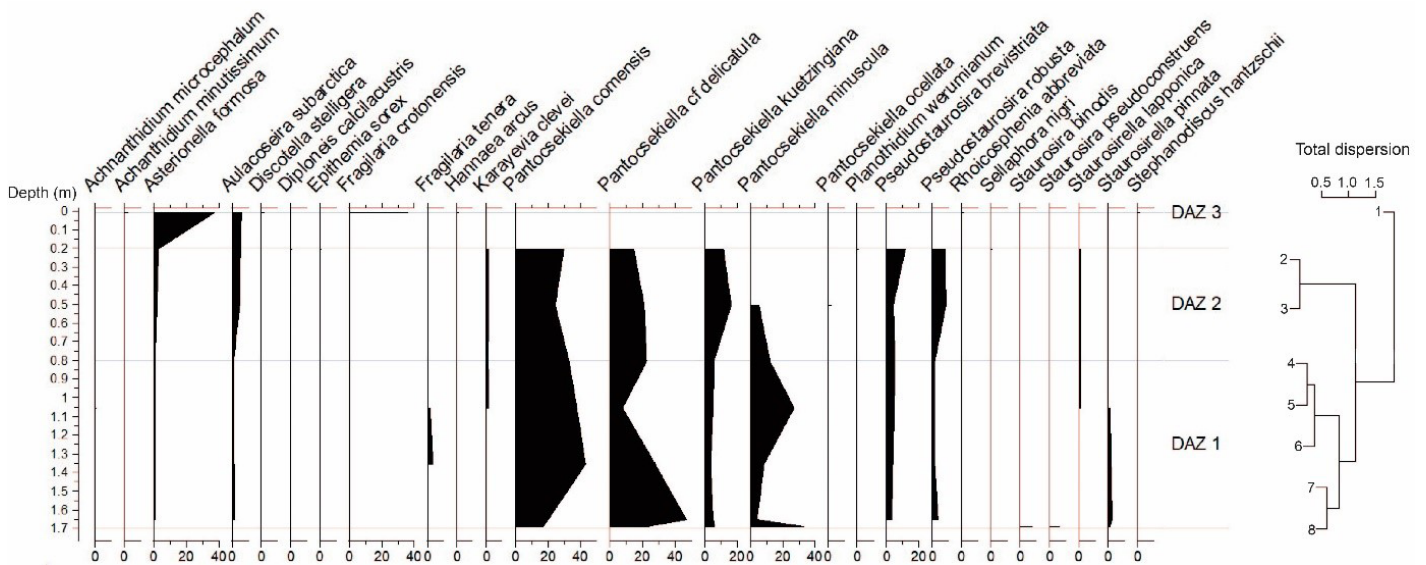 Achnanthidium microcephalum
Achanthidium minutissimum
Asterionella formosa
Aulacoseira subarctica
Discotella stelligera
Diploneis calcilacustris
Epithemia sorex
Fragilaria crotonensis
Fragilaria tenera
Hannaea arcus
Karayevia clevei
Pantocsekiella comensis
Pantocsekiella cf delicatula
Pantocsekiella kuetzingiana
Pantocsekiella minuscula
Pantocsekiella ocellata
Planothidium werumianum
Pseudostaurosira brevistriata
Pseudostaurosira robusta
Rhoicosphenia abbreviata
Sellaphora nigri
Staurosira binodis
Staurosira pseudoconstruens
Staurosirella lapponica
Staurosirella pinnata
Stephanodiscus hantzschii
Depth (m)
0
0.1
0.2
0.3
0.4
0.5
0.6
0.7
0.8
0.9
1
1.1
1.2
1.3
1.4
1.5
1.6
1.7
0 0 0 20 40 0 0 0 0 0 20 40 0 0 0 0 20 40 0 20 40 0 20 0 20 40 0 0 0 20 0 0 0 0 0 0 0 0
DAZ 3
DAZ 2
DAZ 1
Total dispersion
0.5 1.0 1.5
1
2
3
4
5
6
7
8